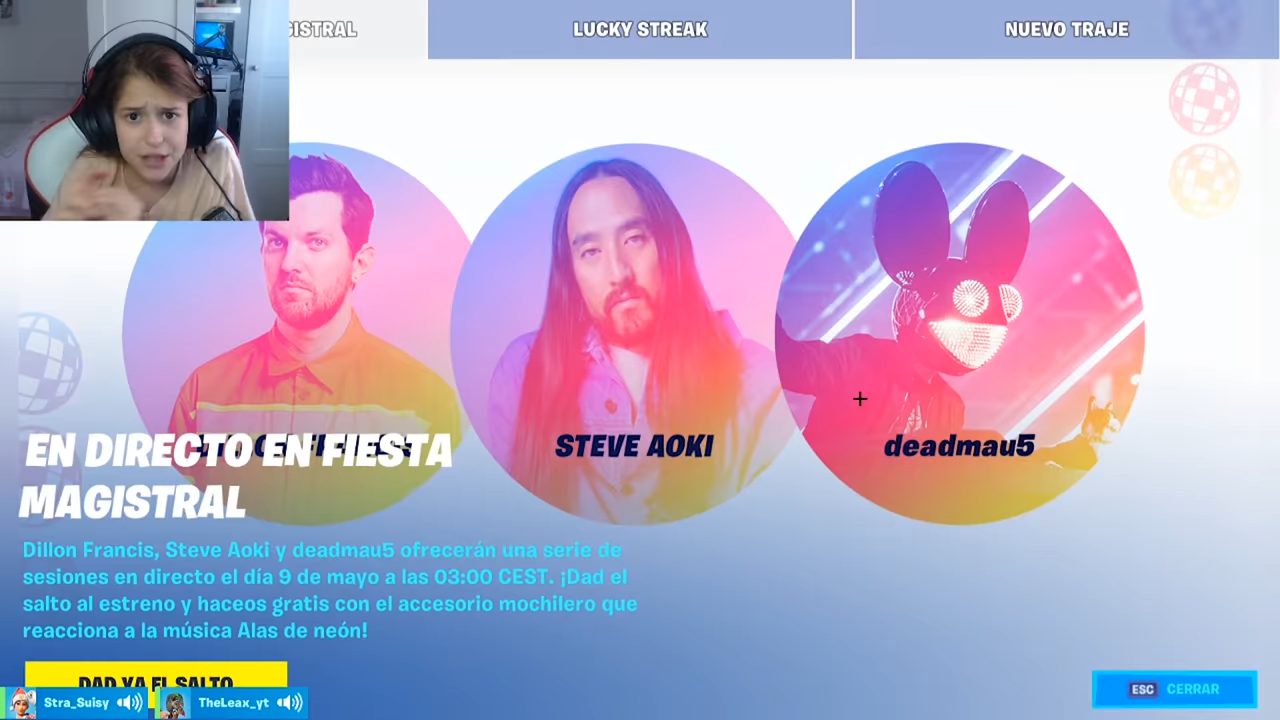 GISTRAL
LUCKY STREAK
NUEVO TRAJE
STEVE AOKI
deadmau5
EN DIRECTO EN FIESTA
MAGISTRAL
Dillon Francis, Steve Aoki y deadmau5 ofrecerán una serie de
sesiones en directo el día 9 de mayo a las 03:00 CEST. ¡Dad el
salto al estreno y haceos gratis con el accesorio mochilero que
reacciona a la música Alas de neón!
DAD YA EL SALTO
Stra_Suisy
TheLeax_yt
ESC CERRAR